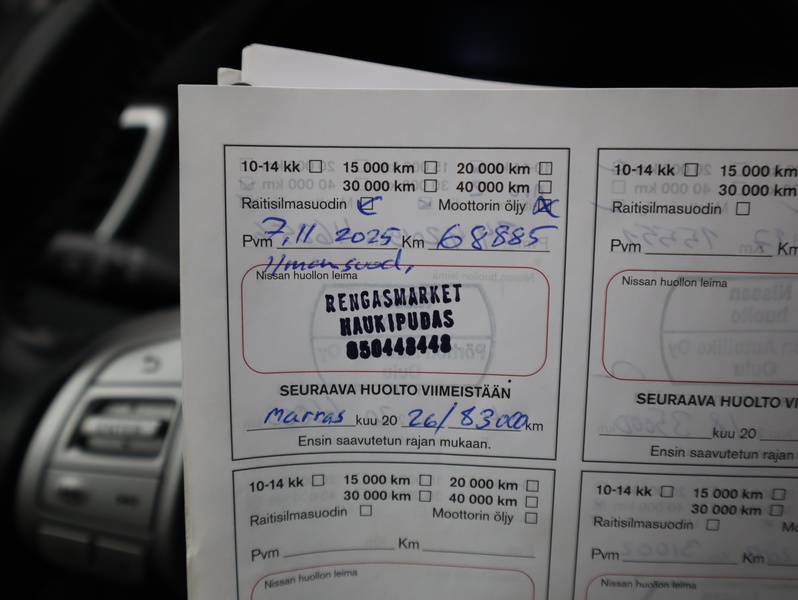 10-14 kk 15 000 km 20 000 km
30 000 km 40 000 km
Raitisilmasuodin Moottorin öljy
Pvm 7,11 2025 Km 68885
ilmansuod,
Nissan huollon leima
RENGASMARKET
HAUKIPUDAS
050448448
SEURAAVA HUOLTO VIIMEISTÄÄN
Marras kuu 20 26/83000 km
Ensin saavutetun rajan mukaan.
10-14 kk 15 000 km
30 000 km
Raitisilmasuodin
Pvm Km
Nissan huollon leima
SEURAAVA HUOLTO VI
kuu 20
Ensin saavutetun rajan
10-14 kk 15 000 km 20 000 km
30 000 km 40 000 km
Raitisilmasuodin Moottorin öljy
Pvm Km
Nissan huollon leima
10-14 kk 15 000 km
30 000 km
Raitisilmasuodin Mo
Pvm Km
Nissan huollon leima